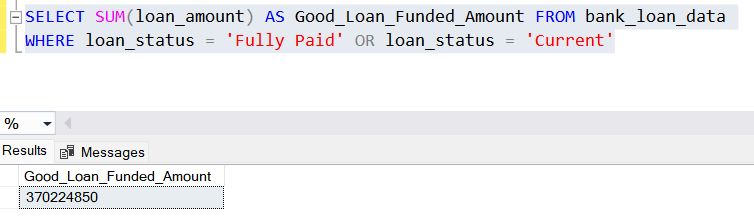 SELECT SUM(loan_amount) AS Good_Loan_Funded_Amount FROM bank_loan_data
WHERE loan_status = 'Fully Paid' OR loan_status = 'Current'
%
Results Messages
Good_Loan_Funded_Amount
370224850